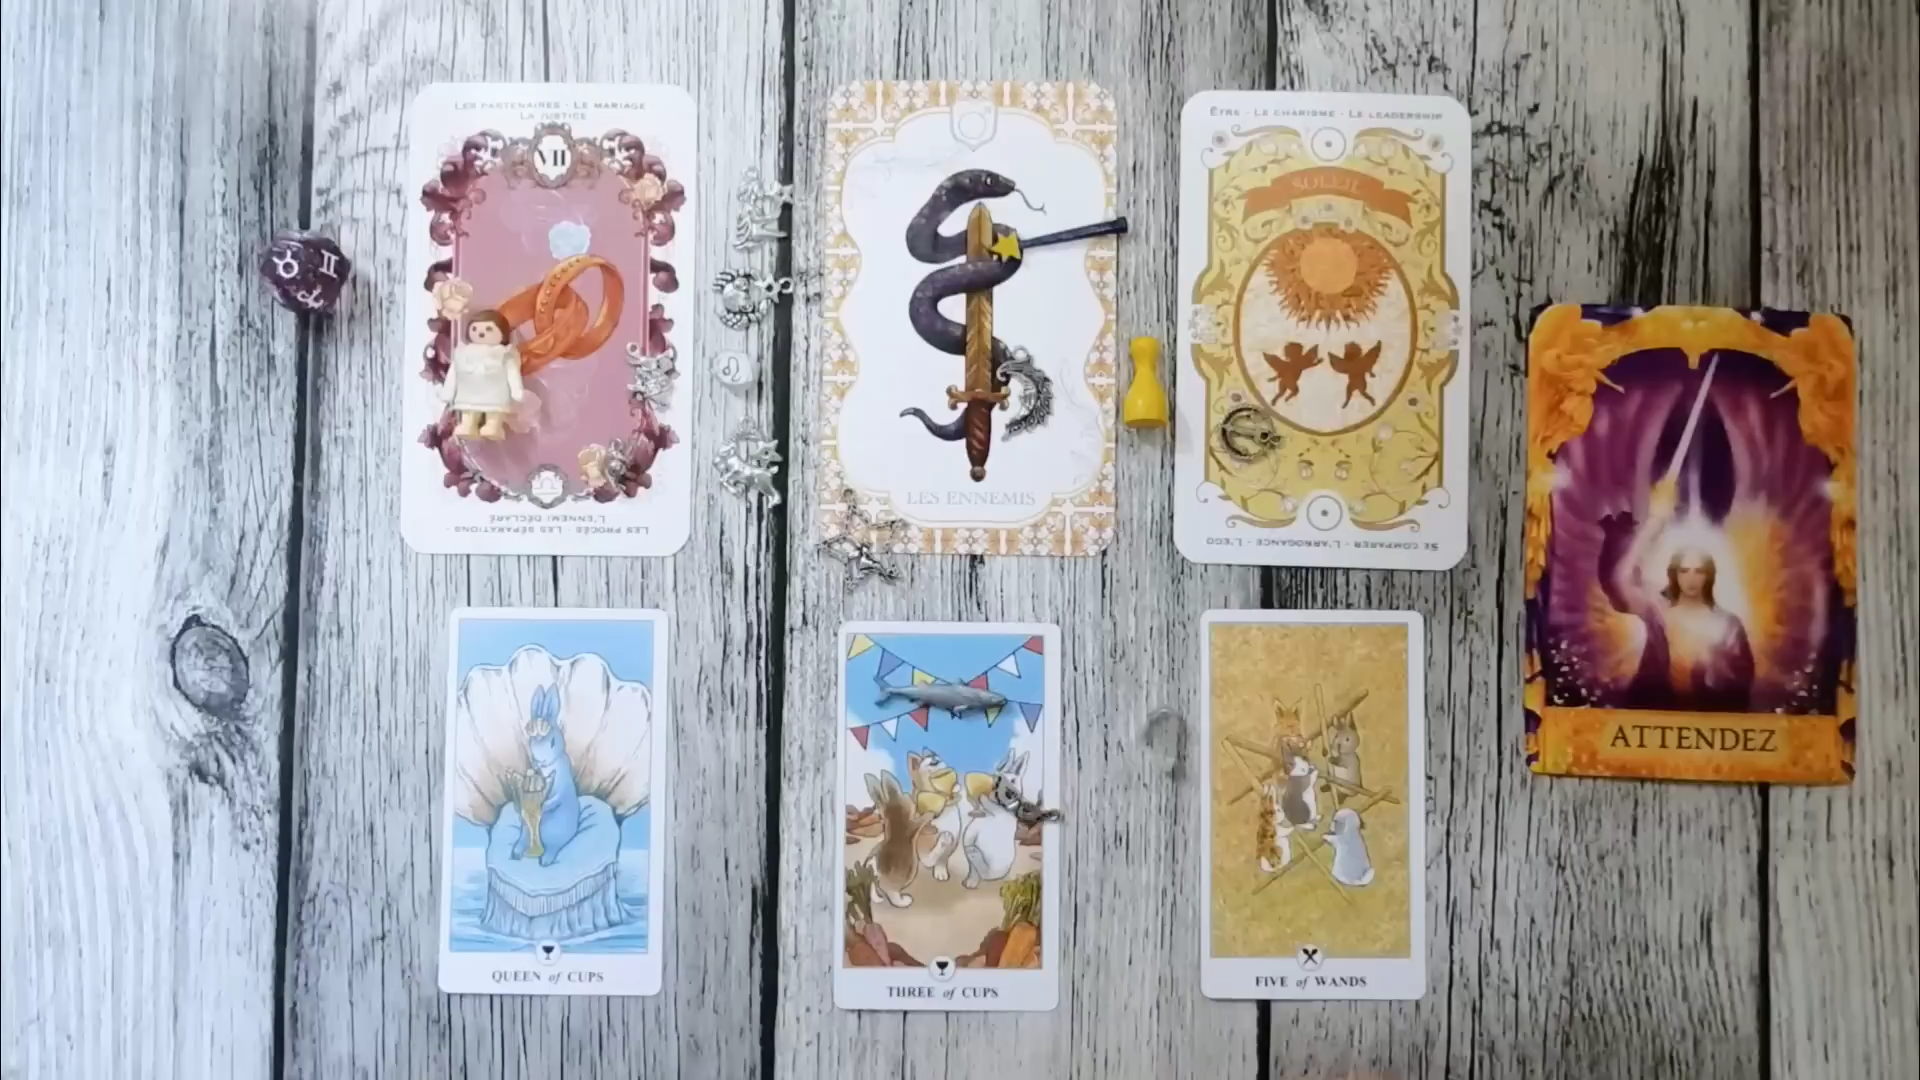 LES PARTENAIRES - LE MARIAGE
LA JUSTICE
VII
LES PROCÈS - LES SÉPARATIONS -
L'ENNEMI DÉCLARÉ
LES ENNEMIS
ÊTRE - LE CHARISME - LE LEADERSHIP
SOLEIL
SE COMPARER - L'ARROGANCE - L'EGO
ATTENDEZ
QUEEN of CUPS
THREE of CUPS
FIVE of WANDS